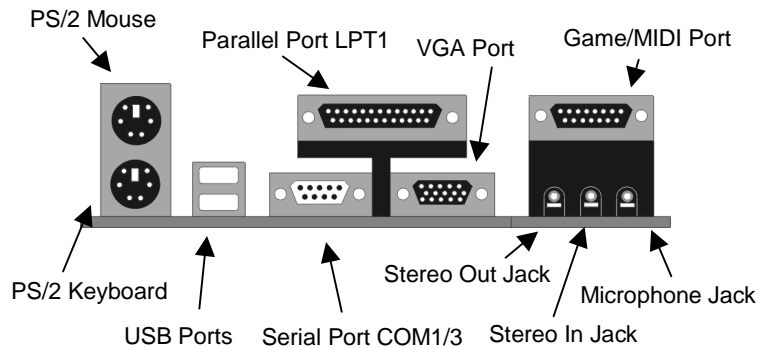 PS/2 Mouse
Parallel Port LPT1
VGA Port
Game/MIDI Port
PS/2 Keyboard
USB Ports
Serial Port COM1/3
Stereo Out Jack
Stereo In Jack
Microphone Jack